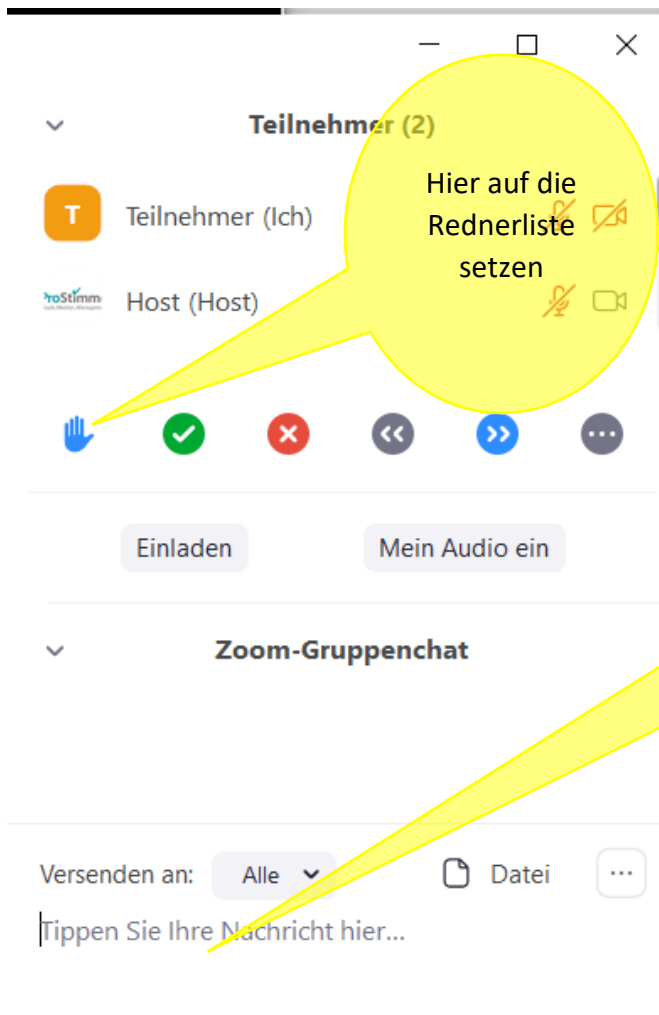 Teilnehmer (2)
Hier auf die
Rednerliste
setzen
T
Teilnehmer (Ich)
ProStimm
Host (Host)
Einladen
Mein Audio ein
Zoom-Gruppenchat
Versenden an:
Alle
Datei
Tippen Sie Ihre Nachricht hier...